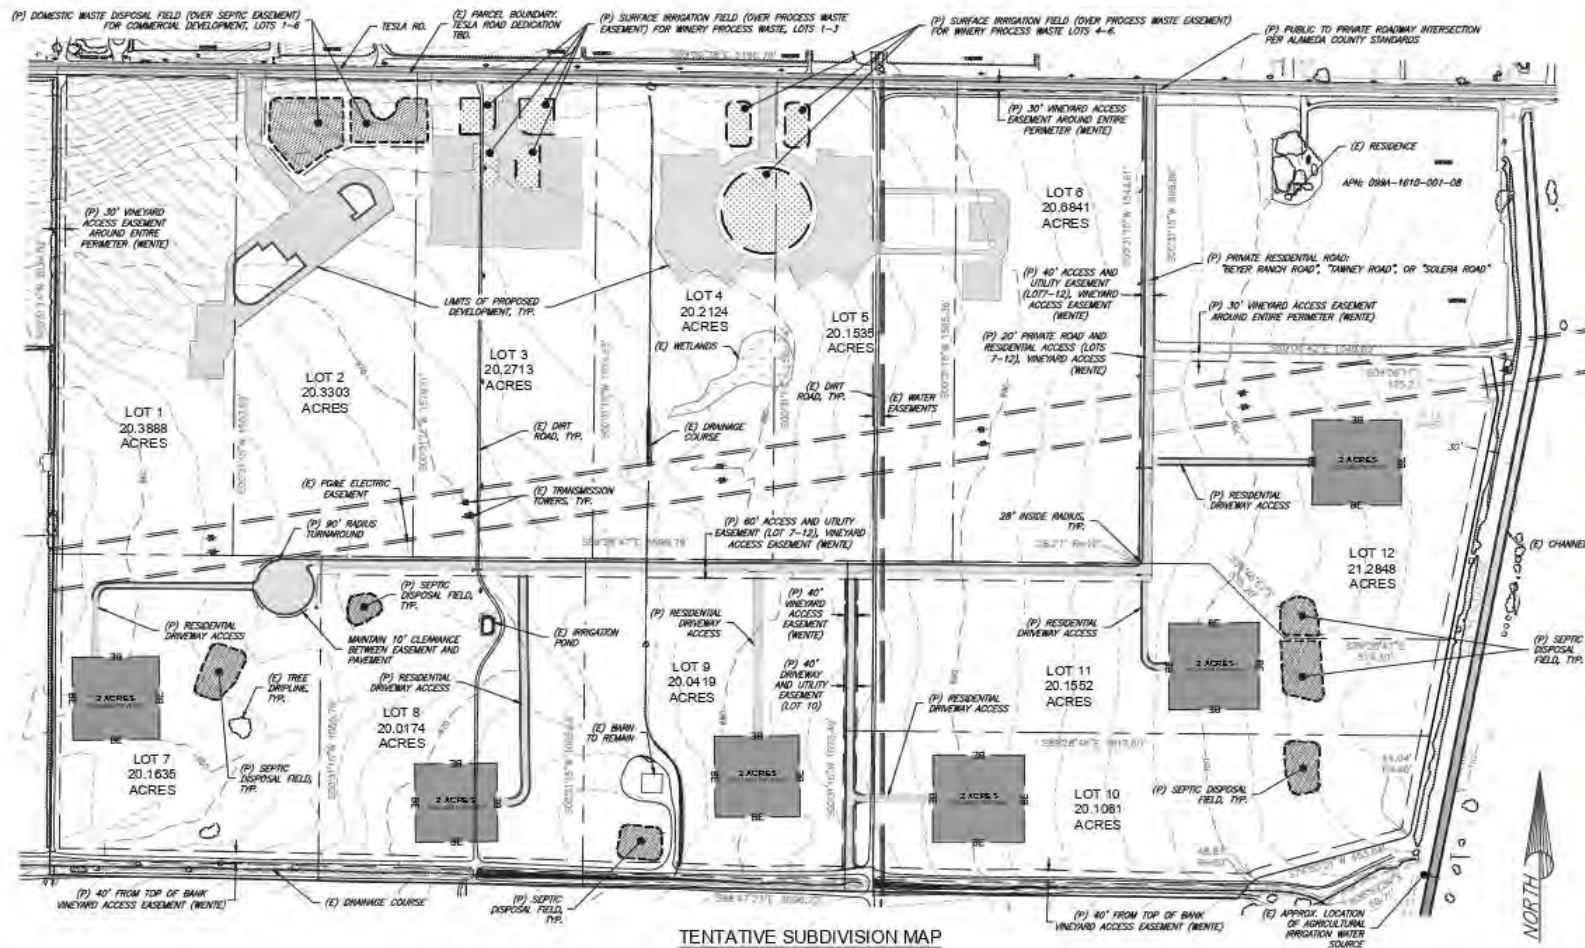 (P) DOMESTIC WASTE DISPOSAL FIELD (OVER SEPTIC EASEMENT)
FOR COMMERCIAL DEVELOPMENT, LOTS 1-6
TESLA RD.
(E) PARCEL BOUNDARY.
TESLA ROAD DEDICATION
TBD.
(P) SURFACE IRRIGATION FIELD (OVER PROCESS WASTE
EASEMENT) FOR WINERY PROCESS WASTE, LOTS 1-3
(P) SURFACE IRRIGATION FIELD (OVER PROCESS WASTE EASEMENT)
FOR WINERY PROCESS WASTE LOTS 4-6.
(P) PUBLIC TO PRIVATE ROADWAY INTERSECTION
PER ALAMEDA COUNTY STANDARDS
(P) 30' VINEYARD ACCESS
EASEMENT AROUND ENTIRE
PERIMETER (WENTE)
(E) RESIDENCE
APN: 099A-1610-001-08
(P) 30' VINEYARD
ACCESS EASEMENT
AROUND ENTIRE
PERIMETER (WENTE)
LOT 6
20.6841
ACRES
(P) PRIVATE RESIDENTIAL ROAD:
"BEYER RANCH ROAD", "TAWNEY ROAD", OR "SOLERA ROAD"
(P) 40' ACCESS AND
UTILITY EASEMENT
(LOT7-12), VINEYARD
ACCESS EASEMENT
(WENTE)
(P) 30' VINEYARD ACCESS EASEMENT
AROUND ENTIRE PERIMETER (WENTE)
LIMITS OF PROPOSED
DEVELOPMENT, TYP.
LOT 4
20.2124
ACRES
LOT 5
20.1535
ACRES
(P) 20' PRIVATE ROAD AND
RESIDENTIAL ACCESS (LOTS
7-12), VINEYARD ACCESS
(WENTE)
(E) WETLANDS
LOT 3
20.2713
ACRES
LOT 2
20.3303
ACRES
LOT 1
20.3888
ACRES
(E) DIRT
ROAD, TYP.
(E) WATER
EASEMENTS
(E) DIRT
ROAD, TYP.
(E) DRAINAGE
COURSE
2 ACRES
30'
(E) PG&E ELECTRIC
EASEMENT
(E) TRANSMISSION
TOWERS, TYP.
(P) RESIDENTIAL
DRIVEWAY ACCESS
(P) 90' RADIUS
TURNAROUND
(P) 60' ACCESS AND UTILITY
EASEMENT (LOT 7-12), VINEYARD
ACCESS EASEMENT (WENTE)
28' INSIDE RADIUS,
TYP.
(E) CHANNEL
LOT 12
21.2848
ACRES
(P) SEPTIC
DISPOSAL FIELD,
TYP.
(P) RESIDENTIAL
DRIVEWAY ACCESS
MAINTAIN 10' CLEARANCE
BETWEEN EASEMENT AND
PAVEMENT
(E) IRRIGATION
POND
(P) RESIDENTIAL
DRIVEWAY
ACCESS
(P) 40'
VINEYARD
ACCESS
EASEMENT
(WENTE)
(P) RESIDENTIAL
DRIVEWAY ACCESS
(P) SEPTIC
DISPOSAL
FIELD, TYP.
2 ACRES
(E) TREE
DRIPLINE,
TYP.
(P) RESIDENTIAL
DRIVEWAY ACCESS
LOT 9
20.0419
ACRES
(P) 40'
DRIVEWAY
AND UTILITY
EASEMENT
(LOT 10)
(P) RESIDENTIAL
DRIVEWAY ACCESS
LOT 11
20.1552
ACRES
2 ACRES
LOT 8
20.0174
ACRES
(E) BARN
TO REMAIN
LOT 7
20.1635
ACRES
(P) SEPTIC
DISPOSAL FIELD,
TYP.
2 ACRES
2 ACRES
2 ACRES
LOT 10
20.1081
ACRES
(P) SEPTIC DISPOSAL
FIELD, TYP.
(P) 40' FROM TOP OF BANK
VINEYARD ACCESS EASEMENT (WENTE)
(E) DRAINAGE COURSE
(P) SEPTIC
DISPOSAL FIELD,
TYP.
(P) 40' FROM TOP OF BANK
VINEYARD ACCESS EASEMENT (WENTE)
(E) APPROX. LOCATION
OF AGRICULTURAL
IRRIGATION WATER
SOURCE
NORTH
TENTATIVE SUBDIVISION MAP